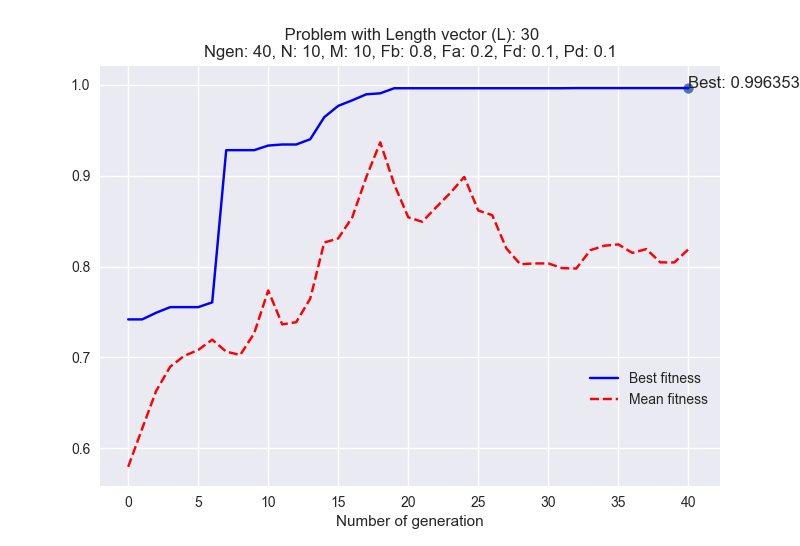 Problem with Length vector (L): 30
Ngen: 40, N: 10, M: 10, Fb: 0.8, Fa: 0.2, Fd: 0.1, Pd: 0.1
1.0
Best: 0.996353
0.9
0.8
0.7
Best fitness
Mean fitness
0.6
0 5 10 15 20 25 30 35 40
Number of generation